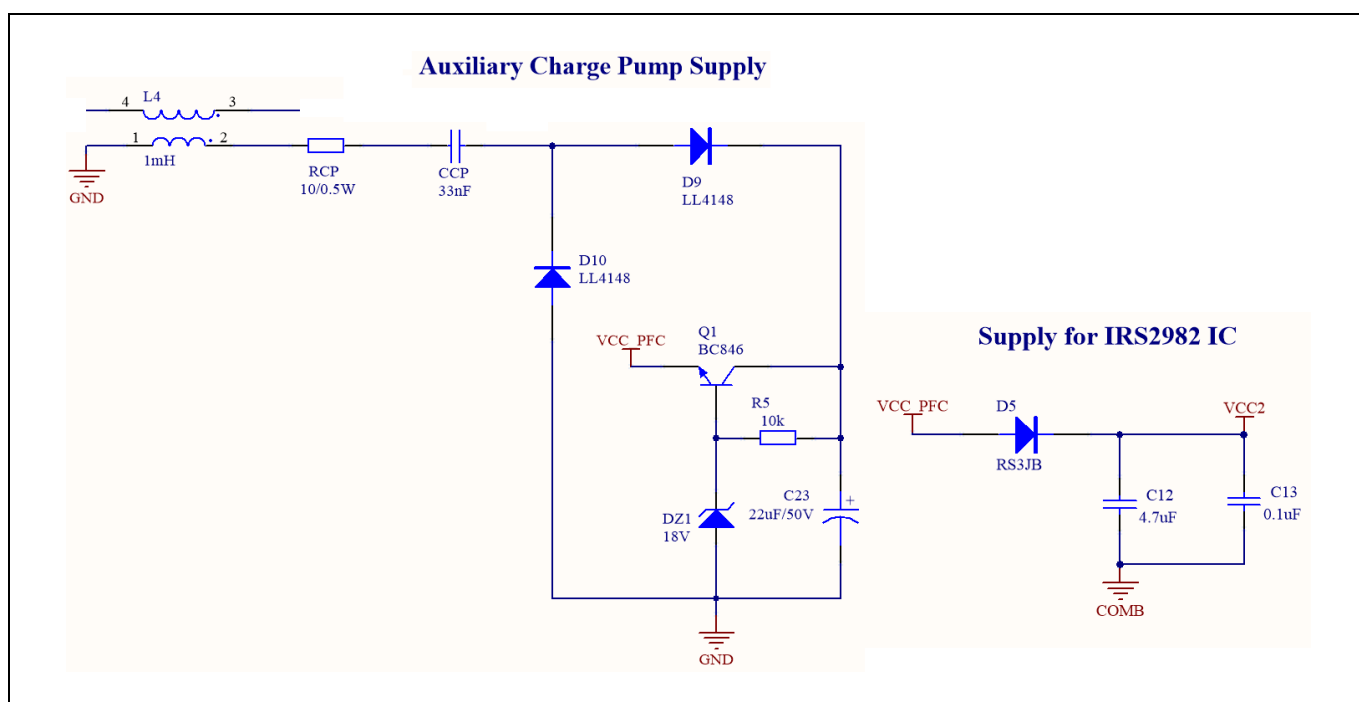 Auxiliary Charge Pump Supply
L4
4 3
1 2
1mH
GND
RCP
10/0.5W
CCP
33nF
D9
LL4148
D10
LL4148
VCC_PFC
Q1
BC846
R5
10k
DZ1
18V
C23
22uF/50V
+
GND
Supply for IRS2982 IC
VCC_PFC
D5
RS3JB
VCC2
C12
4.7uF
C13
0.1uF
COMB